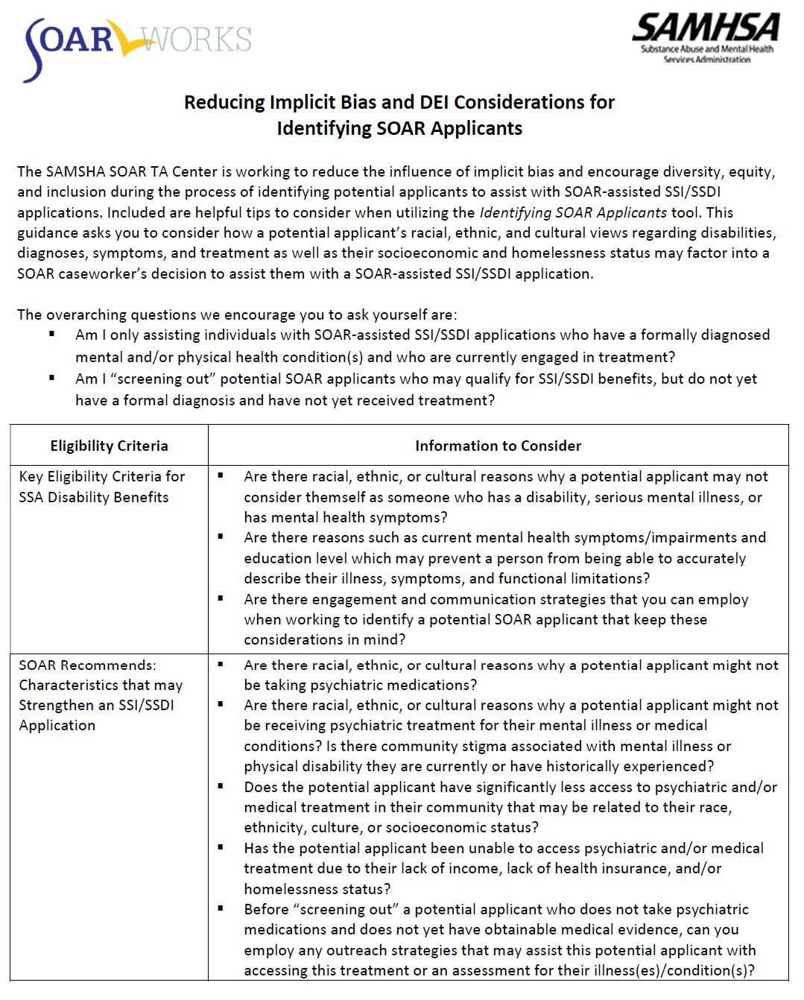 SOAR WORKS
SAMHSA
Substance Abuse and Mental Health
Services Administration
Reducing Implicit Bias and DEI Considerations for
Identifying SOAR Applicants
The SAMSHA SOAR TA Center is working to reduce the influence of implicit bias and encourage diversity, equity,
and inclusion during the process of identifying potential applicants to assist with SOAR-assisted SSI/SSDI
applications. Included are helpful tips to consider when utilizing the Identifying SOAR Applicants tool. This
guidance asks you to consider how a potential applicant’s racial, ethnic, and cultural views regarding disabilities,
diagnoses, symptoms, and treatment as well as their socioeconomic and homelessness status may factor into a
SOAR caseworker’s decision to assist them with a SOAR-assisted SSI/SSDI application.
The overarching questions we encourage you to ask yourself are:
▪ Am I only assisting individuals with SOAR-assisted SSI/SSDI applications who have a formally diagnosed
mental and/or physical health condition(s) and who are currently engaged in treatment?
▪ Am I “screening out” potential SOAR applicants who may qualify for SSI/SSDI benefits, but do not yet
have a formal diagnosis and have not yet received treatment?
Eligibility Criteria
Information to Consider
Key Eligibility Criteria for
SSA Disability Benefits
▪ Are there racial, ethnic, or cultural reasons why a potential applicant may not
consider themself as someone who has a disability, serious mental illness, or
has mental health symptoms?
▪ Are there reasons such as current mental health symptoms/impairments and
education level which may prevent a person from being able to accurately
describe their illness, symptoms, and functional limitations?
▪ Are there engagement and communication strategies that you can employ
when working to identify a potential SOAR applicant that keep these
considerations in mind?
SOAR Recommends:
Characteristics that may
Strengthen an SSI/SSDI
Application
▪ Are there racial, ethnic, or cultural reasons why a potential applicant might not
be taking psychiatric medications?
▪ Are there racial, ethnic, or cultural reasons why a potential applicant might not
be receiving psychiatric treatment for their mental illness or medical
conditions? Is there community stigma associated with mental illness or
physical disability they are currently or have historically experienced?
▪ Does the potential applicant have significantly less access to psychiatric and/or
medical treatment in their community that may be related to their race,
ethnicity, culture, or socioeconomic status?
▪ Has the potential applicant been unable to access psychiatric and/or medical
treatment due to their lack of income, lack of health insurance, and/or
homelessness status?
▪ Before “screening out” a potential applicant who does not take psychiatric
medications and does not yet have obtainable medical evidence, can you
employ any outreach strategies that may assist this potential applicant with
accessing this treatment or an assessment for their illness(es)/condition(s)?